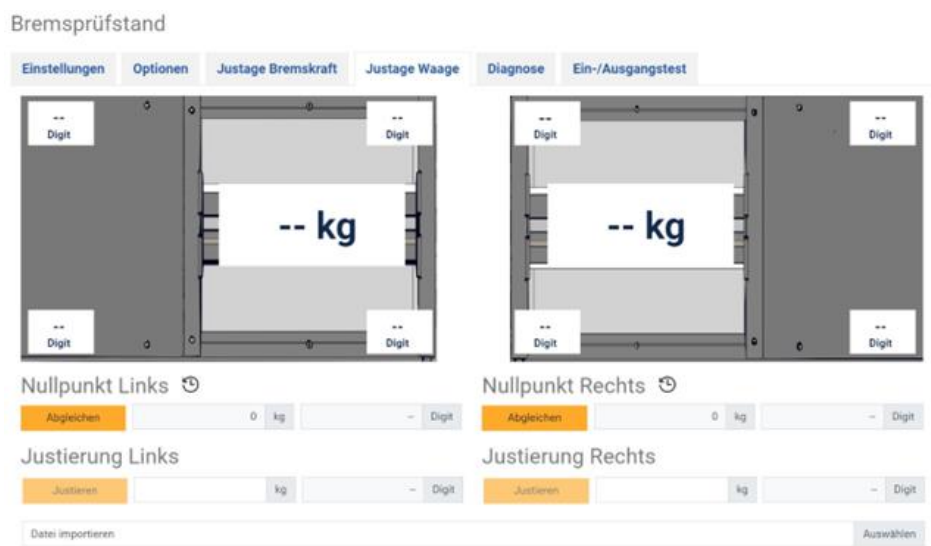 Bremsprüfstand
Einstellungen Optionen Justage Bremskraft Justage Waage Diagnose Ein-/Ausgangstest
-- -- -- --
Digit Digit Digit Digit
-- kg -- kg
-- -- -- --
Digit Digit Digit Digit
Nullpunkt Links Nullpunkt Rechts
Abgleichen 0 kg -- Digit Abgleichen 0 kg -- Digit
Justierung Links Justierung Rechts
Justieren kg -- Digit Justieren kg -- Digit
Datei importieren Auswählen